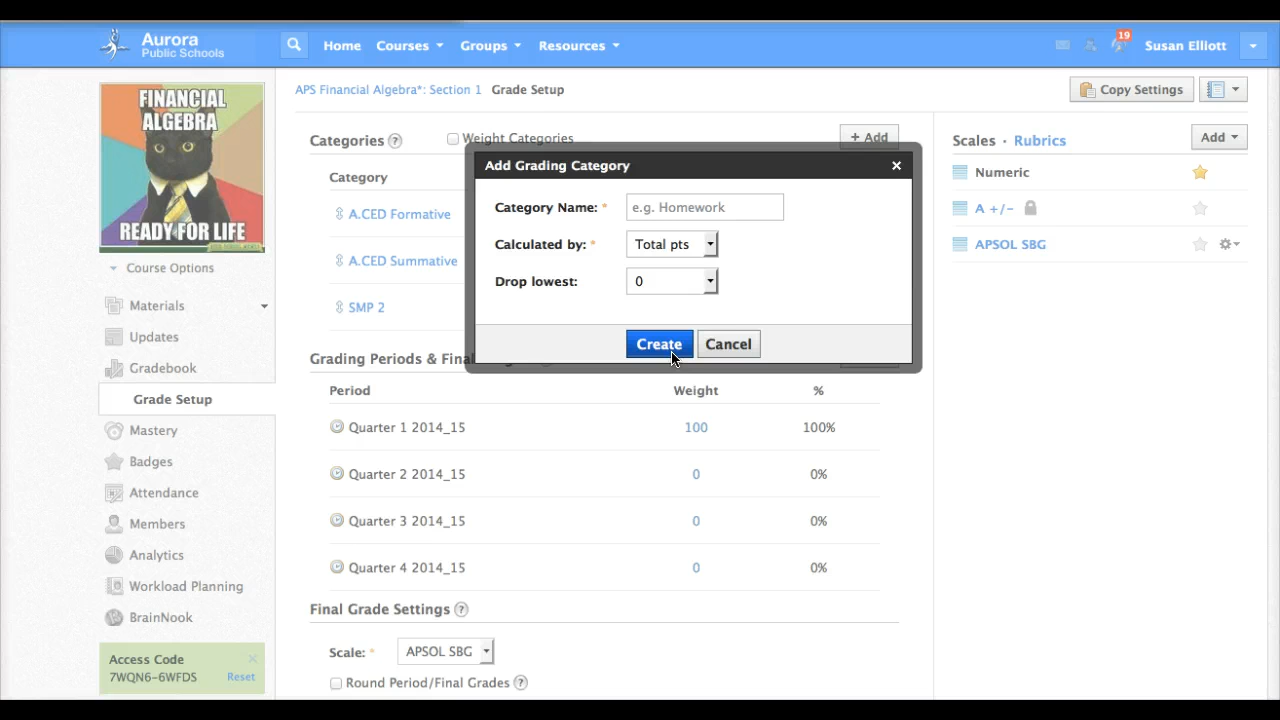 Aurora
Public Schools
Home Courses Groups Resources
19
Susan Elliott
FINANCIAL
ALGEBRA
READY FOR LIFE
APS Financial Algebra*: Section 1 Grade Setup
Copy Settings
Course Options
Materials
Updates
Gradebook
Grade Setup
Mastery
Badges
Attendance
Members
Analytics
Workload Planning
BrainNook
Access Code
7WQN6-6WFDS Reset
Categories ?
Weight Categories
+ Add
Category
A.CED Formative
A.CED Summative
SMP 2
Add Grading Category
Category Name: * e.g. Homework
Calculated by: * Total pts
Drop lowest: 0
Create Cancel
Grading Periods & Final
Period Weight %
Quarter 1 2014_15 100 100%
Quarter 2 2014_15 0 0%
Quarter 3 2014_15 0 0%
Quarter 4 2014_15 0 0%
Final Grade Settings ?
Scale: * APSOL SBG
Round Period/Final Grades ?
Scales · Rubrics
Add
Numeric
A +/-
APSOL SBG